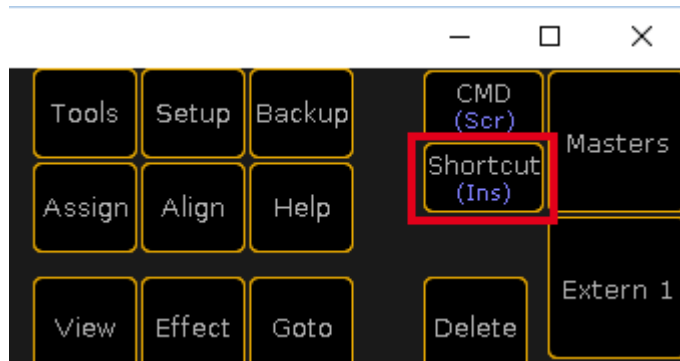 CMD
(Scr)
Tools Setup Backup
Masters
Shortcut
(Ins)
Assign Align Help
Extern 1
View Effect Goto Delete